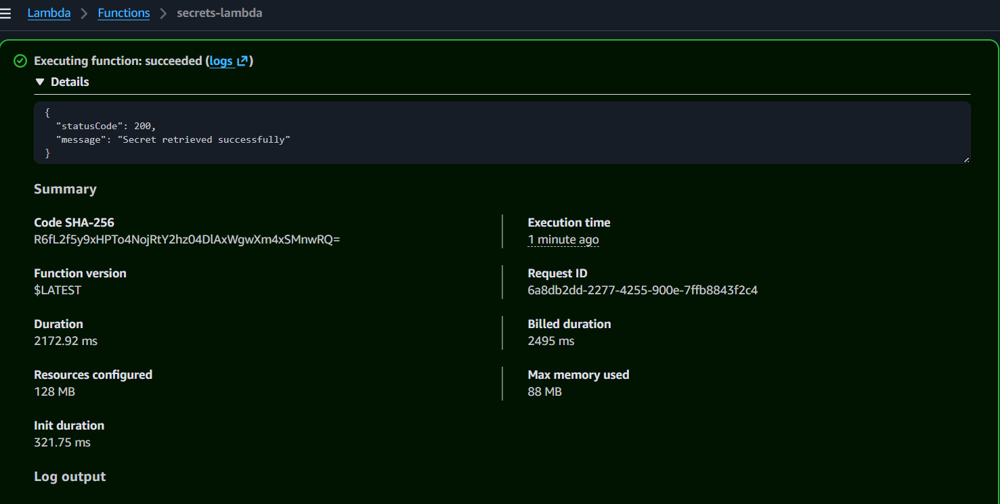 Lambda > Functions > secrets-lambda
Executing function: succeeded (logs)
Details
{
"statusCode": 200,
"message": "Secret retrieved successfully"
}
Summary
Code SHA-256
R6fL2f5y9xHPTo4NojRtY2hz04DlAxWgwXm4xSMnwRQ=
Execution time
1 minute ago
Function version
$LATEST
Request ID
6a8db2dd-2277-4255-900e-7ffb8843f2c4
Duration
2172.92 ms
Billed duration
2495 ms
Resources configured
128 MB
Max memory used
88 MB
Init duration
321.75 ms
Log output